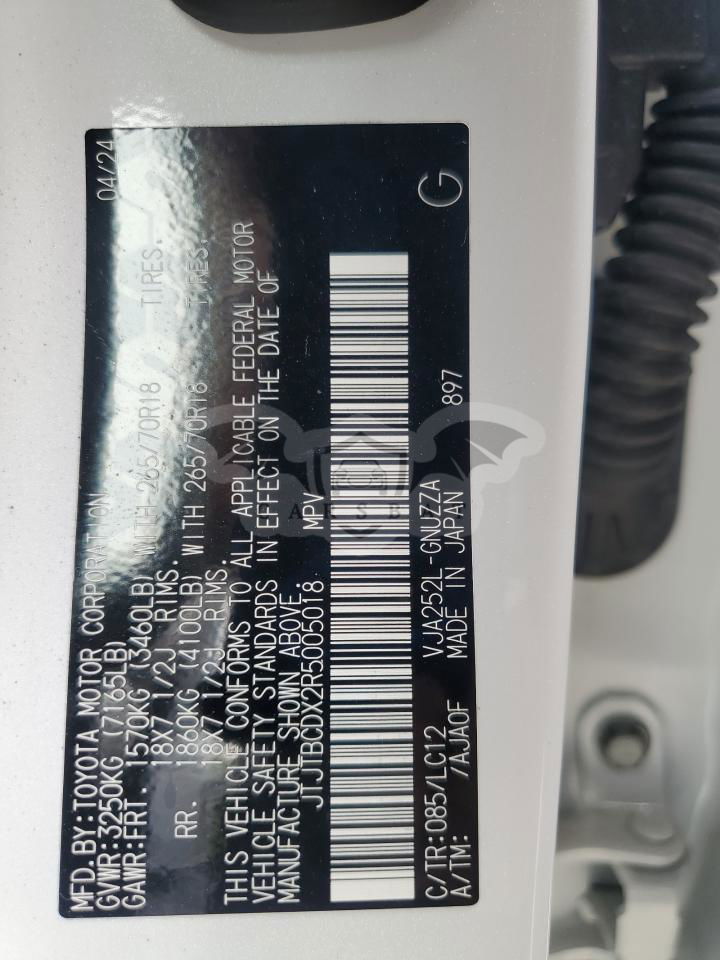 MFD.BY:TOYOTA MOTOR CORPORATION 04/24
GVWR:3250KG (7165LB)
GAWR:FRT. 1570KG (3460LB) WITH 265/70R18 TIRES.
18X7 1/2J RIMS.
RR. 1860KG (4100LB) WITH 265/70R18 TIRES.
18X7 1/2J RIMS.
THIS VEHICLE CONFORMS TO ALL APPLICABLE FEDERAL MOTOR
VEHICLE SAFETY STANDARDS IN EFFECT ON THE DATE OF
MANUFACTURE SHOWN ABOVE.
JTJTBCDX2R5005018 MPV
C/TR:085/LC12 VJA252L-GNUZZA G
A/TM: /AJA0F MADE IN JAPAN 897